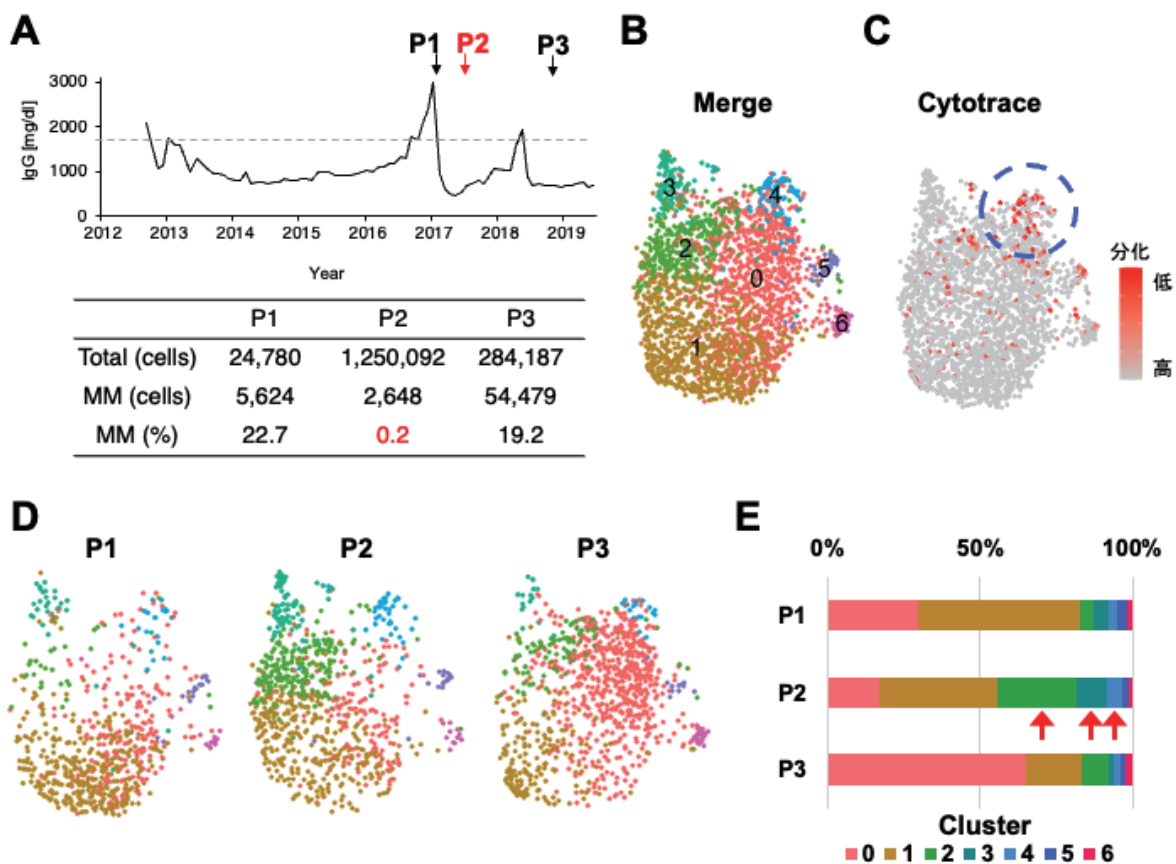 A
P1 P2 P3
IgG [mg/dl]
3000
2000
1000
0
2012 2013 2014 2015 2016 2017 2018 2019
Year
P1 P2 P3
Total (cells) 24,780 1,250,092 284,187
MM (cells) 5,624 2,648 54,479
MM (%) 22.7 0.2 19.2
B
Merge
3
4
2
5
0
6
1
C
Cytotrace
分化
低
高
D
P1 P2 P3
E
0% 50% 100%
P1
P2
P3
Cluster
0 1 2 3 4 5 6